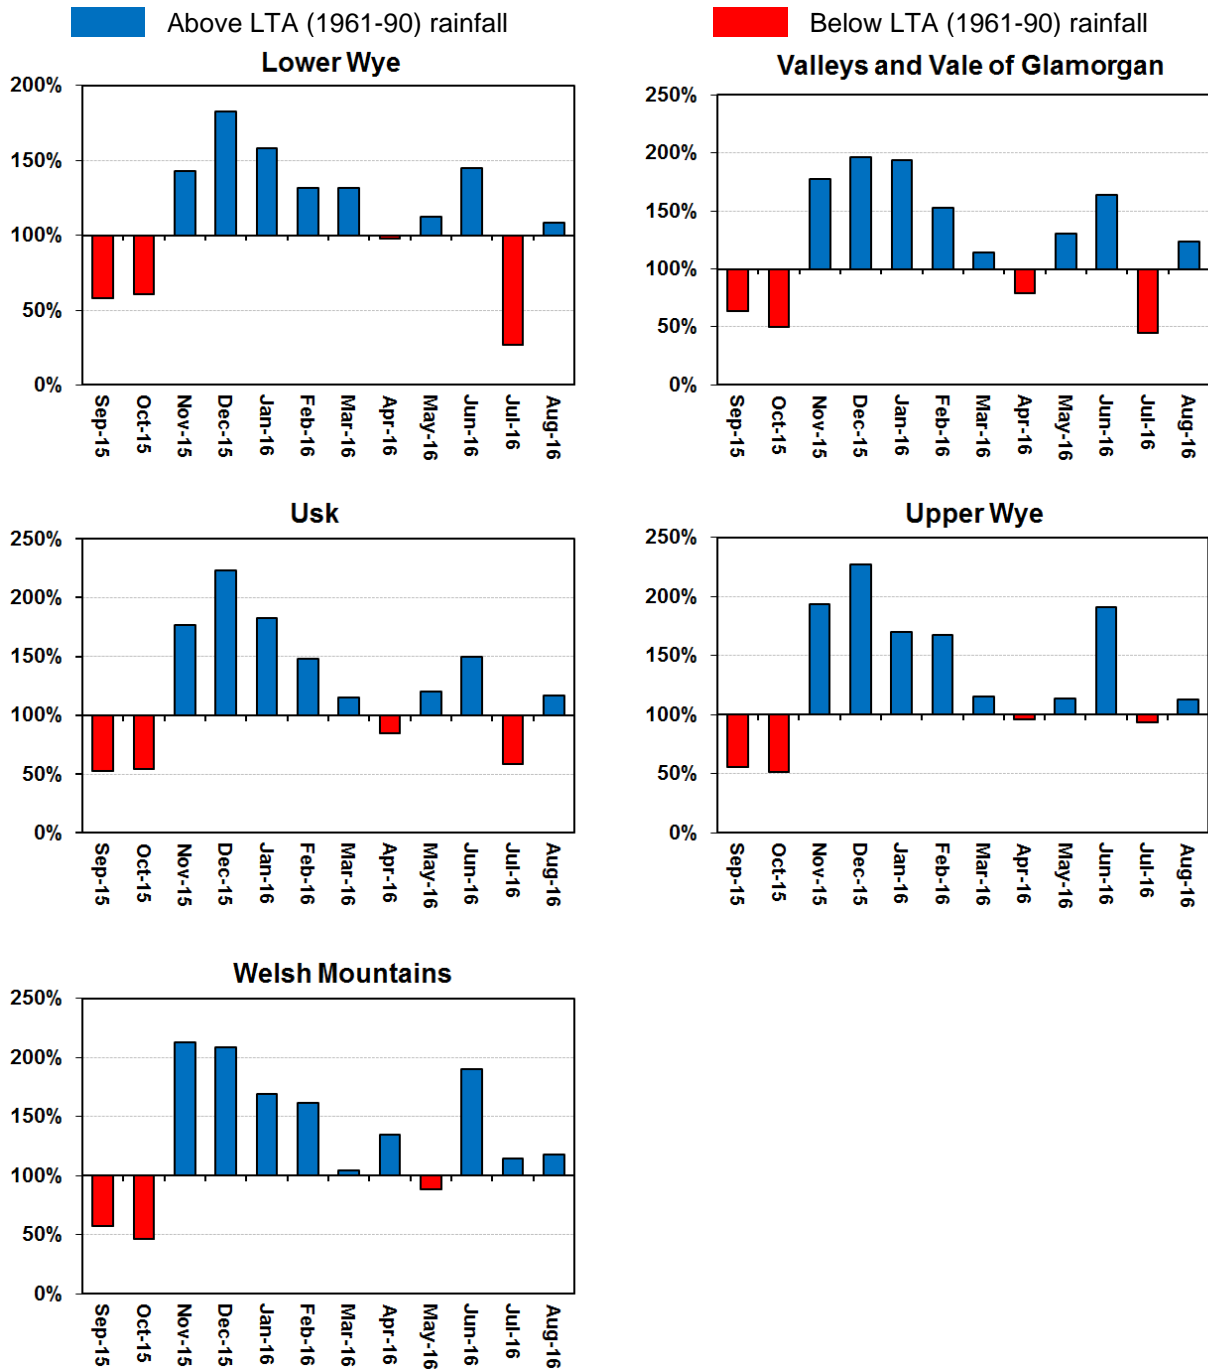 Above LTA (1961-90) rainfall
Below LTA (1961-90) rainfall
Lower Wye
200%
150%
100%
50%
0%
Sep-15
Oct-15
Nov-15
Dec-15
Jan-16
Feb-16
Mar-16
Apr-16
May-16
Jun-16
Jul-16
Aug-16
Valleys and Vale of Glamorgan
250%
200%
150%
100%
50%
0%
Sep-15
Oct-15
Nov-15
Dec-15
Jan-16
Feb-16
Mar-16
Apr-16
May-16
Jun-16
Jul-16
Aug-16
Usk
250%
200%
150%
100%
50%
0%
Sep-15
Oct-15
Nov-15
Dec-15
Jan-16
Feb-16
Mar-16
Apr-16
May-16
Jun-16
Jul-16
Aug-16
Upper Wye
250%
200%
150%
100%
50%
0%
Sep-15
Oct-15
Nov-15
Dec-15
Jan-16
Feb-16
Mar-16
Apr-16
May-16
Jun-16
Jul-16
Aug-16
Welsh Mountains
250%
200%
150%
100%
50%
0%
Sep-15
Oct-15
Nov-15
Dec-15
Jan-16
Feb-16
Mar-16
Apr-16
May-16
Jun-16
Jul-16
Aug-16